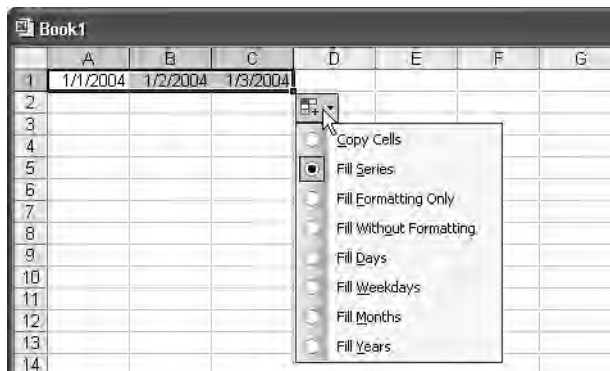 Book1
A B C D E F G
1 1/1/2004 1/2/2004 1/3/2004
2
3
4 Copy Cells
5 Fill Series
6 Fill Formatting Only
7
8 Fill Without Formatting
9 Fill Days
10
11 Fill Weekdays
12 Fill Months
13 Fill Years
14